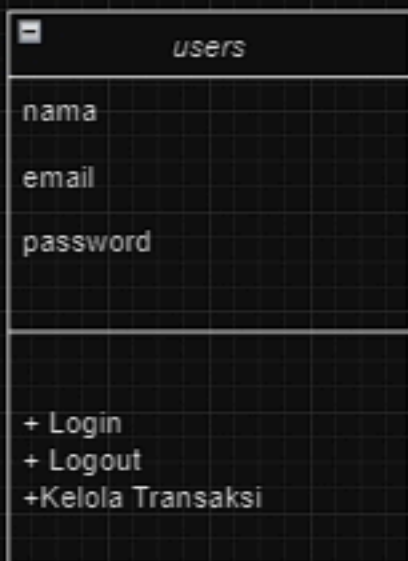 users
nama
email
password
+ Login
+ Logout
+Kelola Transaksi